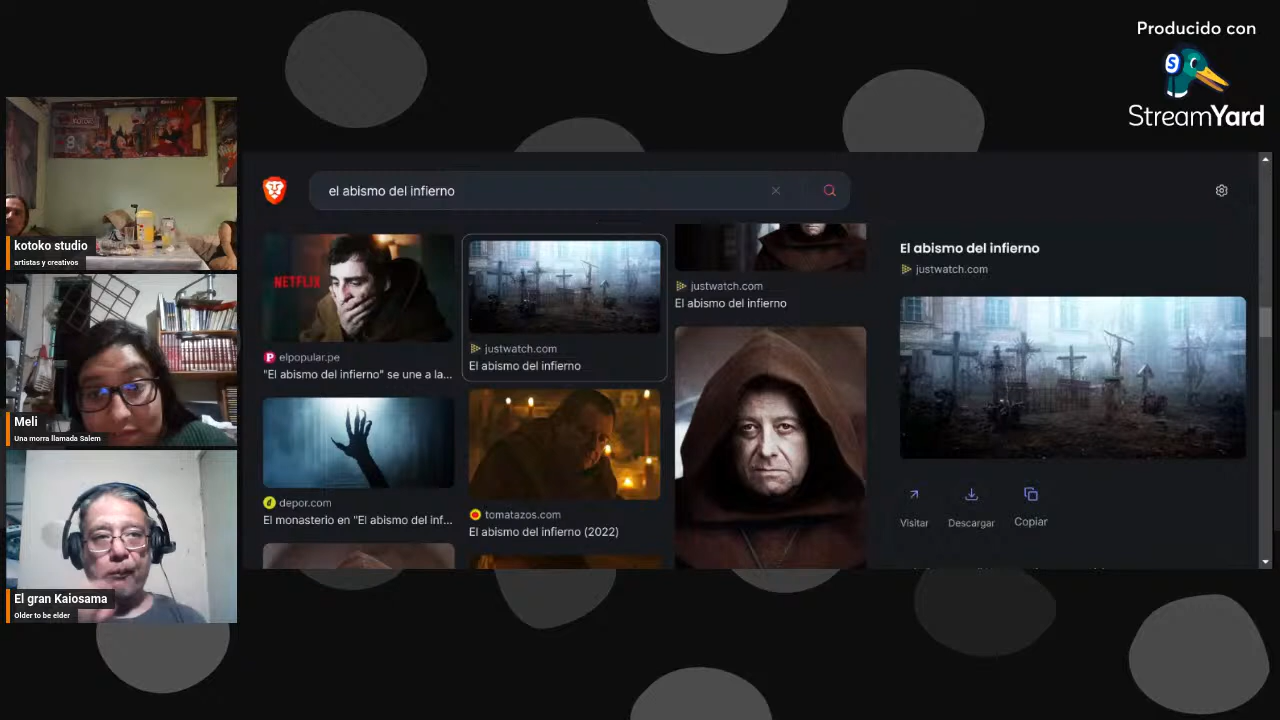 Producido con
StreamYard
kotoko studio
artistas y creativos
Meli
Una morra llamada Salem
El gran Kaiosama
Older to be elder
el abismo del infierno
NETFLIX
elpopular.pe
"El abismo del infierno" se une a la...
depor.com
El monasterio en "El abismo del inf...
justwatch.com
El abismo del infierno
tomatazos.com
El abismo del infierno (2022)
justwatch.com
El abismo del infierno
El abismo del infierno
justwatch.com
Visitar
Descargar
Copiar